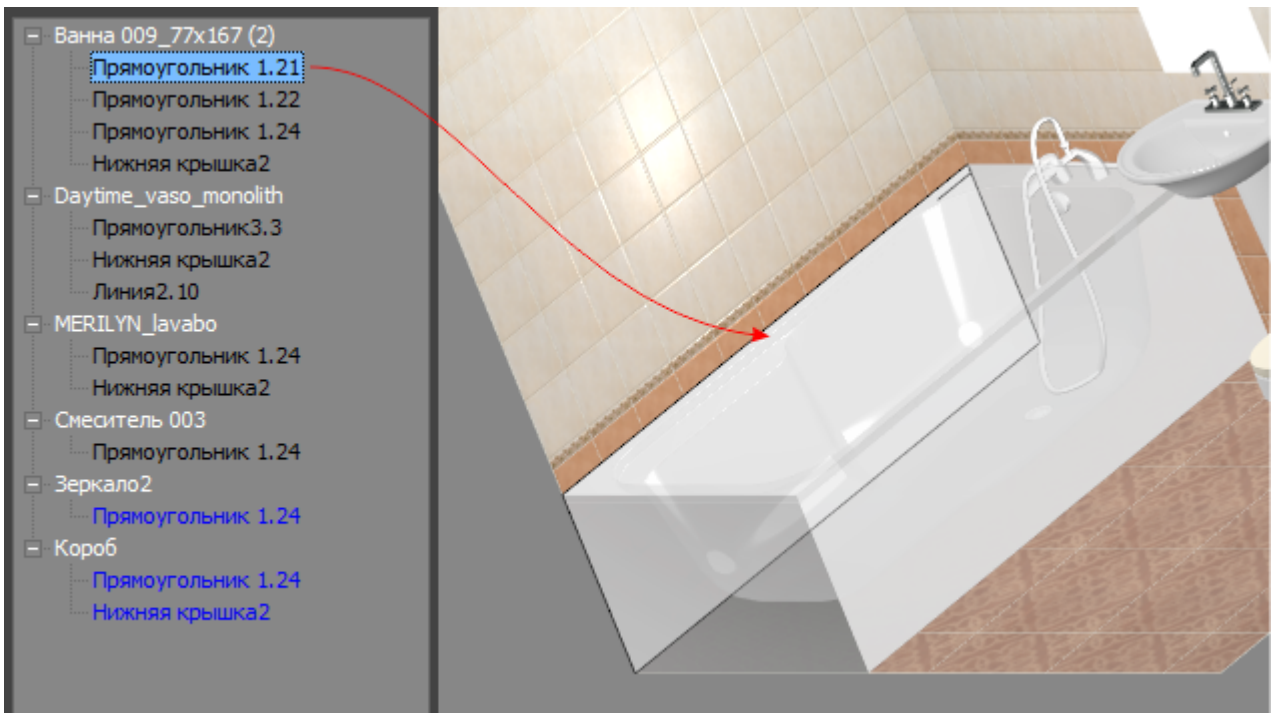 Ванна 009_77x167 (2)
Прямоугольник 1.21
Прямоугольник 1.22
Прямоугольник 1.24
Нижняя крышка2
Daytime_vaso_monolith
Прямоугольник3.3
Нижняя крышка2
Линия2.10
MERILYN_lavabo
Прямоугольник 1.24
Нижняя крышка2
Смеситель 003
Прямоугольник 1.24
Зеркало2
Прямоугольник 1.24
Короб
Прямоугольник 1.24
Нижняя крышка2